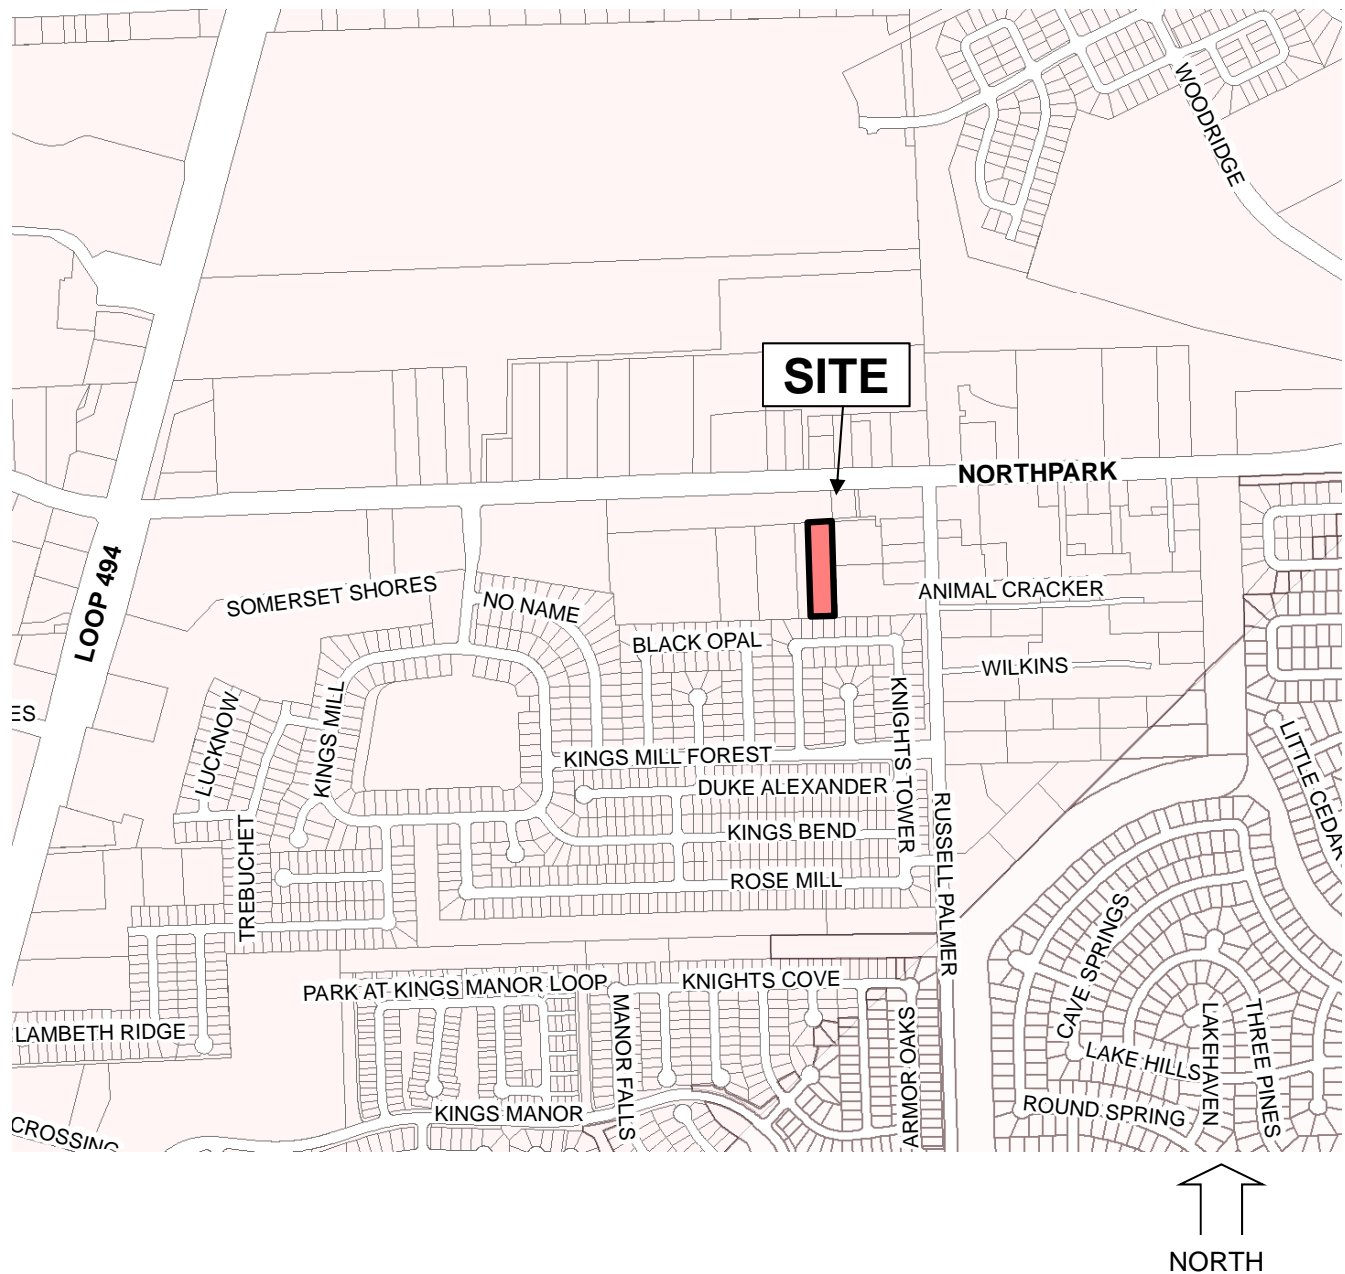 WOODRIDGE
SITE
NORTHPARK
LOOP 494
SOMERSET SHORES
NO NAME
ANIMAL CRACKER
BLACK OPAL
WILKINS
ES
LUCKNOW
KINGS MILL
KNIGHTS TOWER
KINGS MILL FOREST
LITTLE CEDAR
DUKE ALEXANDER
TREBUCHET
KINGS BEND
RUSSELL PALMER
ROSE MILL
CAVE SPRINGS
PARK AT KINGS MANOR LOOP
KNIGHTS COVE
LAMBETH RIDGE
MANOR FALLS
ARMOR OAKS
LAKE HILLS
LAKEHAVEN
THREE PINES
KINGS MANOR
ROUND SPRING
CROSSING
NORTH